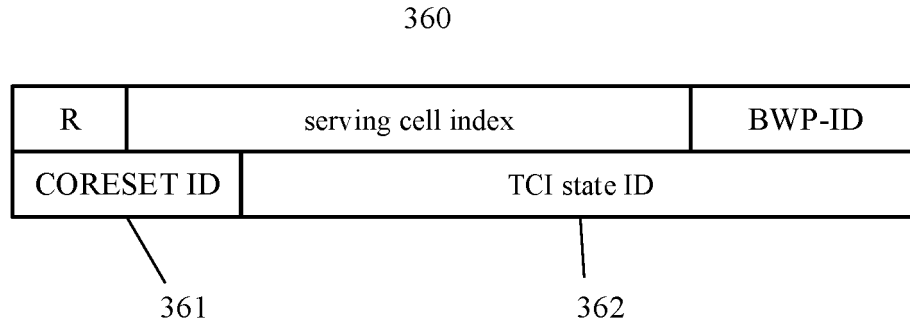 360
R serving cell index BWP-ID
CORESET ID TCI state ID
361 362